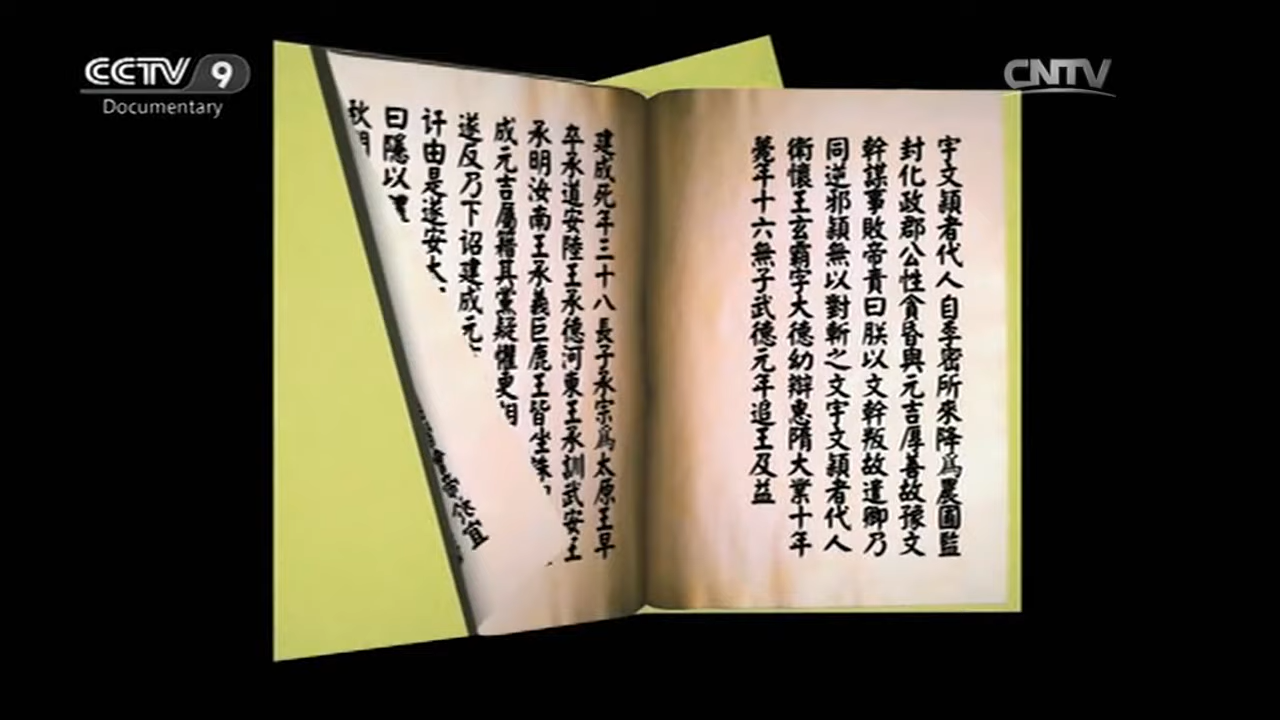 CCTV 9
Documentary
CNTV
宇文頴者代人自李密所來降為農圃監
封化政郡公性貪昏與元吉厚善故豫文
幹謀事敗帝責曰朕以文幹叛故遣卿乃
同逆邪頴無以對斬之文宇文頴者代人
衛懷王玄霸字大德幼辯惠隋大業十年
薨年十六無子武德元年追王及益
建成死年三十八長子承宗為太原王早
卒承道安陸王承德河東王承訓武安王
承明汝南王承義巨鹿王皆坐誅
成元吉屬籍其黨疑懼更相
遂反乃下诏建成元
讦由是遂安大
曰隱以
秋
宜